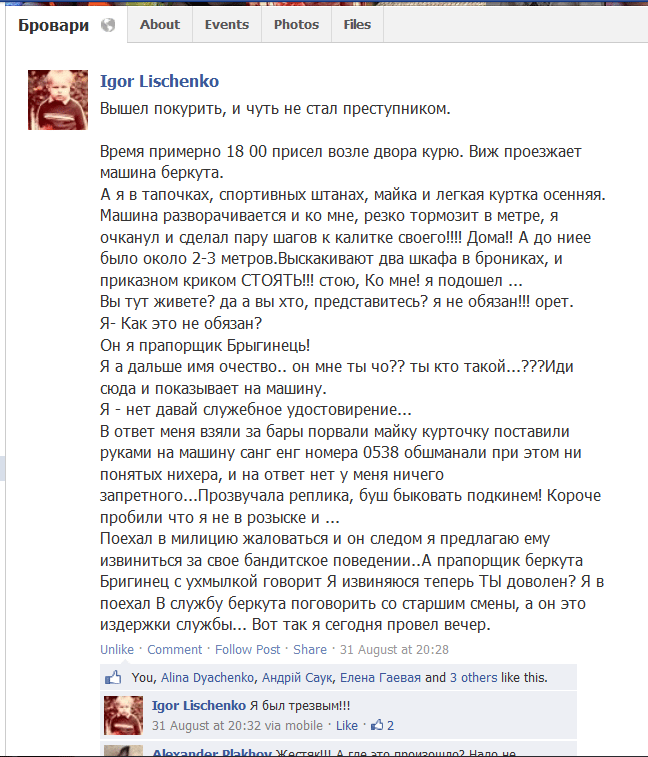 Бровари About Events Photos Files
Igor Lischenko
Вышел покурить, и чуть не стал преступником.
Время примерно 18 00 присел возле двора курю. Виж проезжает
машина беркута.
А я в тапочках, спортивных штанах, майка и легкая куртка осенняя.
Машина разворачивается и ко мне, резко тормозит в метре, я
очканул и сделал пару шагов к калитке своего!!!! Дома!! А до ниее
было около 2-3 метров.Выскакивают два шкафа в брониках, и
приказном криком СТОЯТЬ!!! стою, Ко мне! я подошел ...
Вы тут живете? да а вы хто, представитесь? я не обязан!!! орет.
Я- Как это не обязан?
Он я прапорщик Брыгинець!
Я а дальше имя очество.. он мне ты чо?? ты кто такой...???Иди
сюда и показывает на машину.
Я - нет давай служебное удостовирение...
В ответ меня взяли за бары порвали майку курточку поставили
руками на машину санг енг номера 0538 обшманали при этом ни
понятых нихера, и на ответ нет у меня ничего
запретного...Прозвучала реплика, буш быковать подкинем! Короче
пробили что я не в розыске и ...
Поехал в милицию жаловаться и он следом я предлагаю ему
извиниться за свое бандитское поведении..А прапорщик беркута
Бригинец с ухмылкой говорит Я извиняюся теперь ТЫ доволен? Я в
поехал В службу беркута поговорить со старшим смены, а он это
издержки службы... Вот так я сегодня провел вечер.
Unlike · Comment · Follow Post · Share · 31 August at 20:28
You, Alina Dyachenko, Андрій Саук, Елена Гаевая and 3 others like this.
Igor Lischenko Я был трезвым!!!
31 August at 20:32 via mobile · Like · 2
Alexander Plakhov Жестяк!!! А где это произошло? Надо не